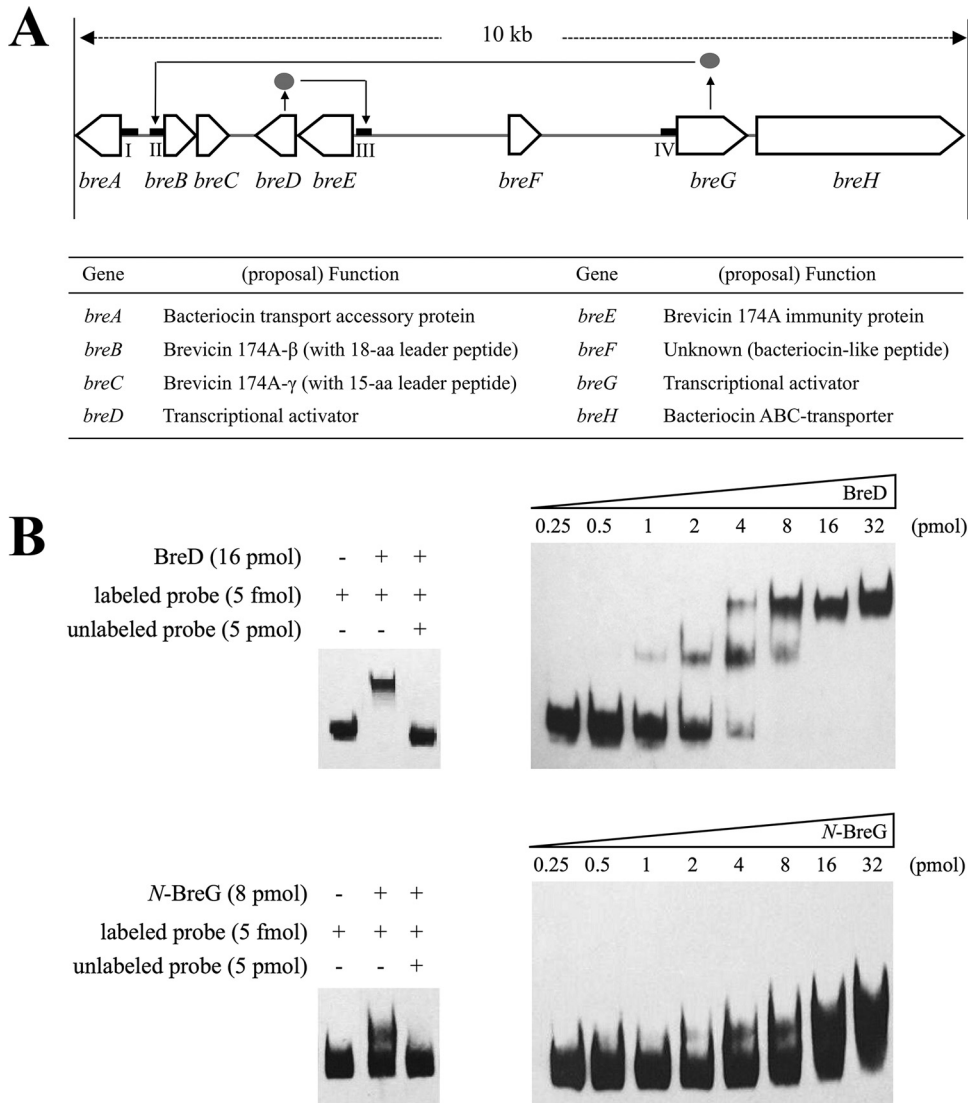 A
10 kb
I II III IV
breA breB breC breD breE breF breG breH
Gene (proposal) Function Gene (proposal) Function
breA Bacteriocin transport accessory protein breE Brevicin 174A immunity protein
breB Brevicin 174A-β (with 18-aa leader peptide) breF Unknown (bacteriocin-like peptide)
breC Brevicin 174A-γ (with 15-aa leader peptide) breG Transcriptional activator
breD Transcriptional activator breH Bacteriocin ABC-transporter
B
BreD
0.25 0.5 1 2 4 8 16 32 (pmol)
BreD (16 pmol) - + +
labeled probe (5 fmol) + + +
unlabeled probe (5 pmol) - - +
N-BreG
0.25 0.5 1 2 4 8 16 32 (pmol)
N-BreG (8 pmol) - + +
labeled probe (5 fmol) + + +
unlabeled probe (5 pmol) - - +